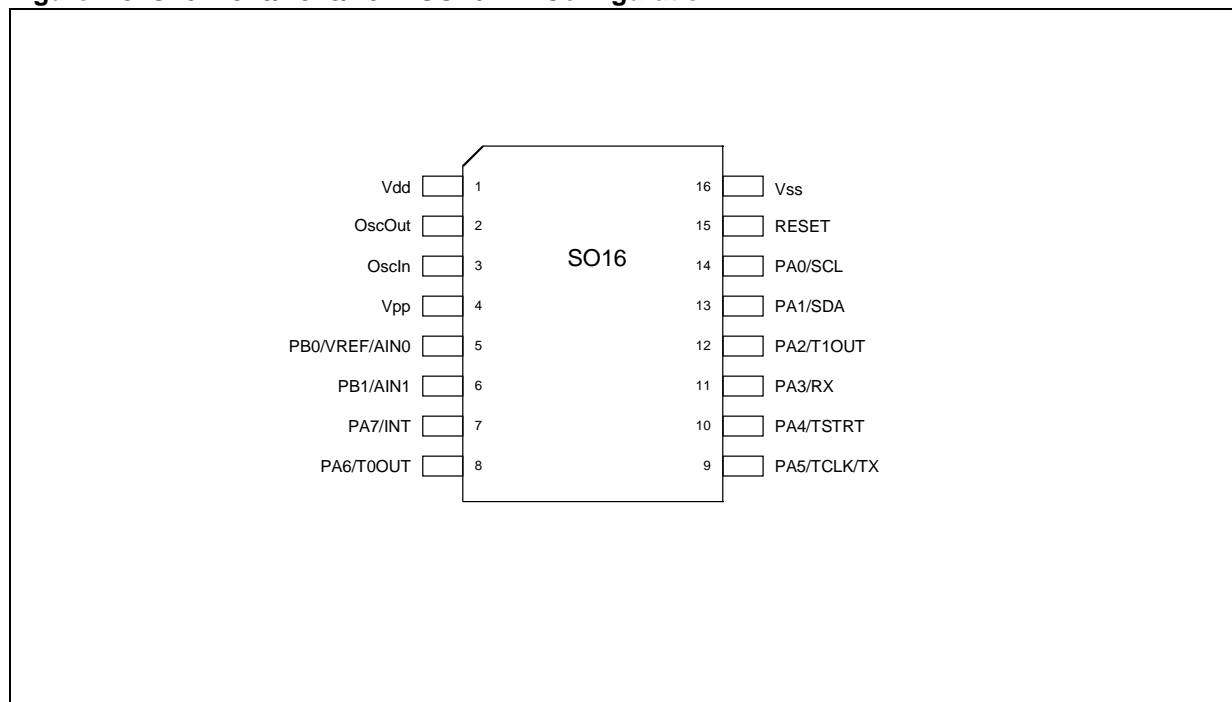 Vdd 1 16 Vss
OscOut 2 15 RESET
OscIn 3 SO16 14 PA0/SCL
Vpp 4 13 PA1/SDA
PB0/VREF/AIN0 5 12 PA2/T1OUT
PB1/AIN1 6 11 PA3/RX
PA7/INT 7 10 PA4/TSTRT
PA6/T0OUT 8 9 PA5/TCLK/TX